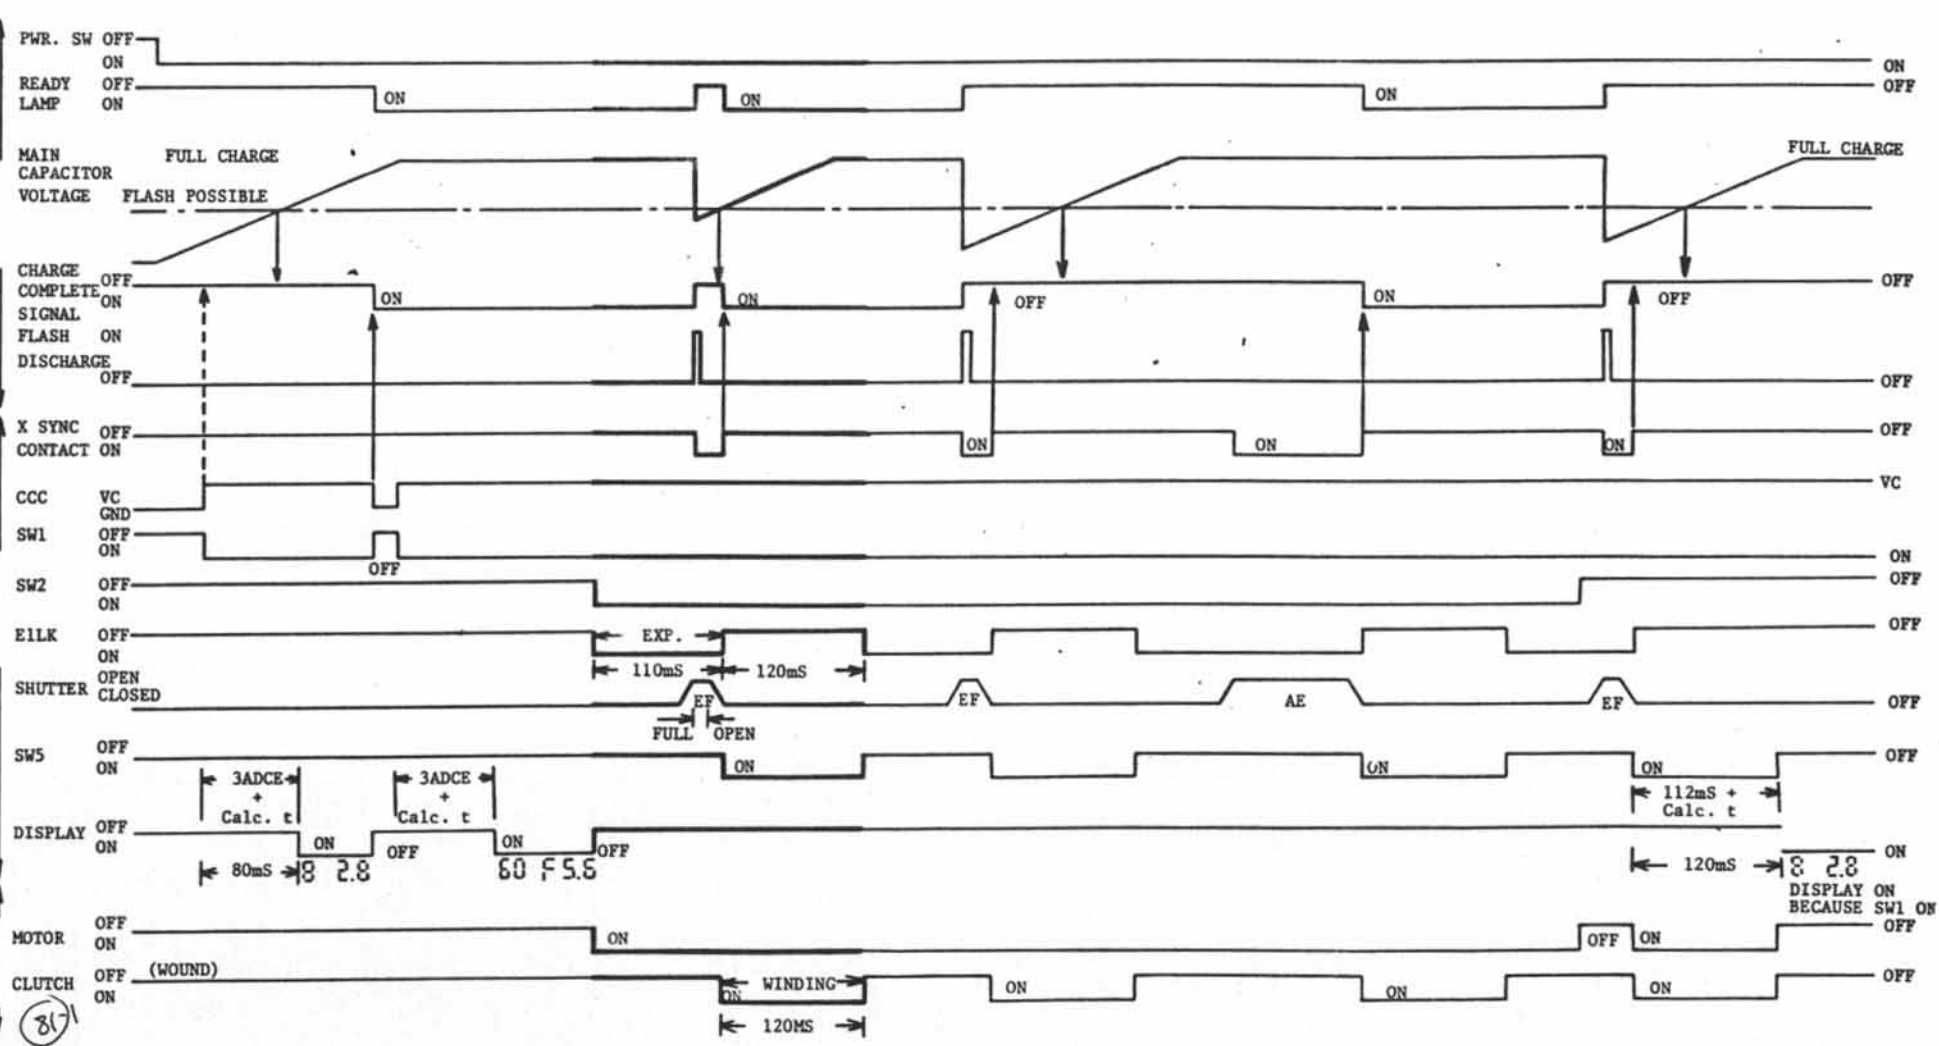 PWR. SW OFF
ON
ON
READY OFF
LAMP ON
ON
ON
ON
OFF
MAIN
CAPACITOR
VOLTAGE
FULL CHARGE
FULL CHARGE
FLASH POSSIBLE
CHARGE
COMPLETE
SIGNAL
OFF
ON
ON
ON
OFF
ON
OFF
OFF
FLASH ON
DISCHARGE
OFF
OFF
X SYNC OFF
CONTACT ON
ON
ON
ON
OFF
CCC VC
GND
VC
SW1 OFF
ON
OFF
ON
SW2 OFF
ON
OFF
E1LK OFF
ON
EXP.
110mS
120mS
OFF
SHUTTER OPEN
CLOSED
EF
EF
AE
EF
OFF
FULL OPEN
SW5 OFF
ON
ON
ON
ON
OFF
3ADCE
+
Calc. t
3ADCE
+
Calc. t
112mS +
Calc. t
DISPLAY OFF
ON
ON
OFF
ON
OFF
ON
80mS
8 2.8
60 F5.6
120mS
8 2.8
DISPLAY ON
BECAUSE SW1 ON
MOTOR OFF
ON
ON
OFF
ON
OFF
CLUTCH OFF
ON
(WOUND)
ON
WINDING
ON
ON
ON
OFF
120MS
81-1